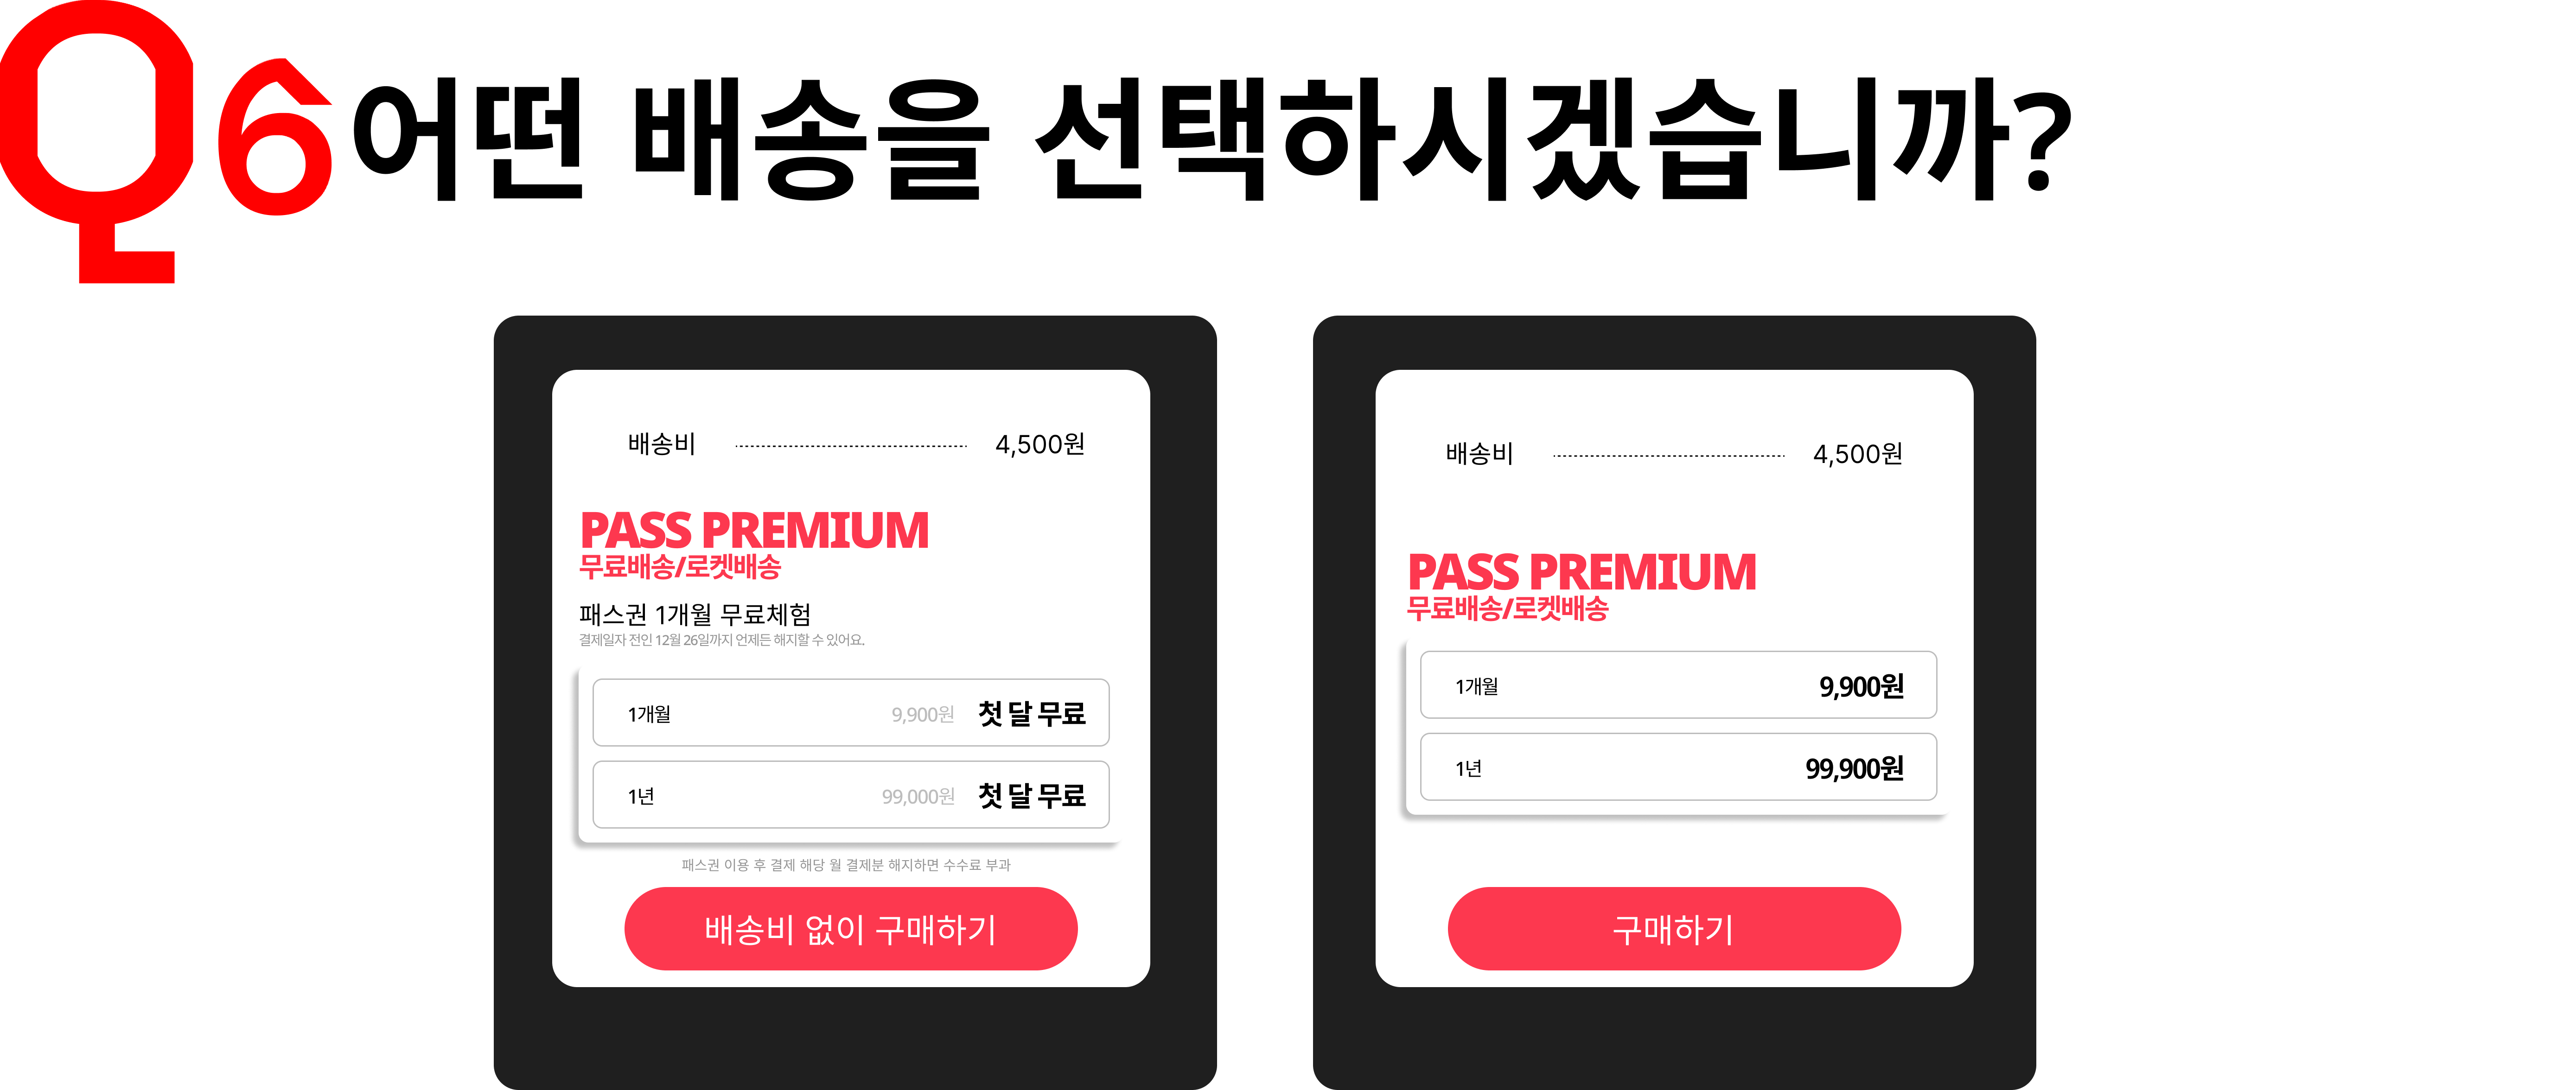 Q6 어떤 배송을 선택하시겠습니까?
배송비 4,500원
PASS PREMIUM
무료배송/로켓배송
패스권 1개월 무료체험
결제일자 전인 12월 26일까지 언제든 해지할 수 있어요.
1개월 9,900원 첫 달 무료
1년 99,000원 첫 달 무료
패스권 이용 후 결제 해당 월 결제분 해지하면 수수료 부과
배송비 없이 구매하기
배송비 4,500원
PASS PREMIUM
무료배송/로켓배송
1개월 9,900원
1년 99,900원
구매하기